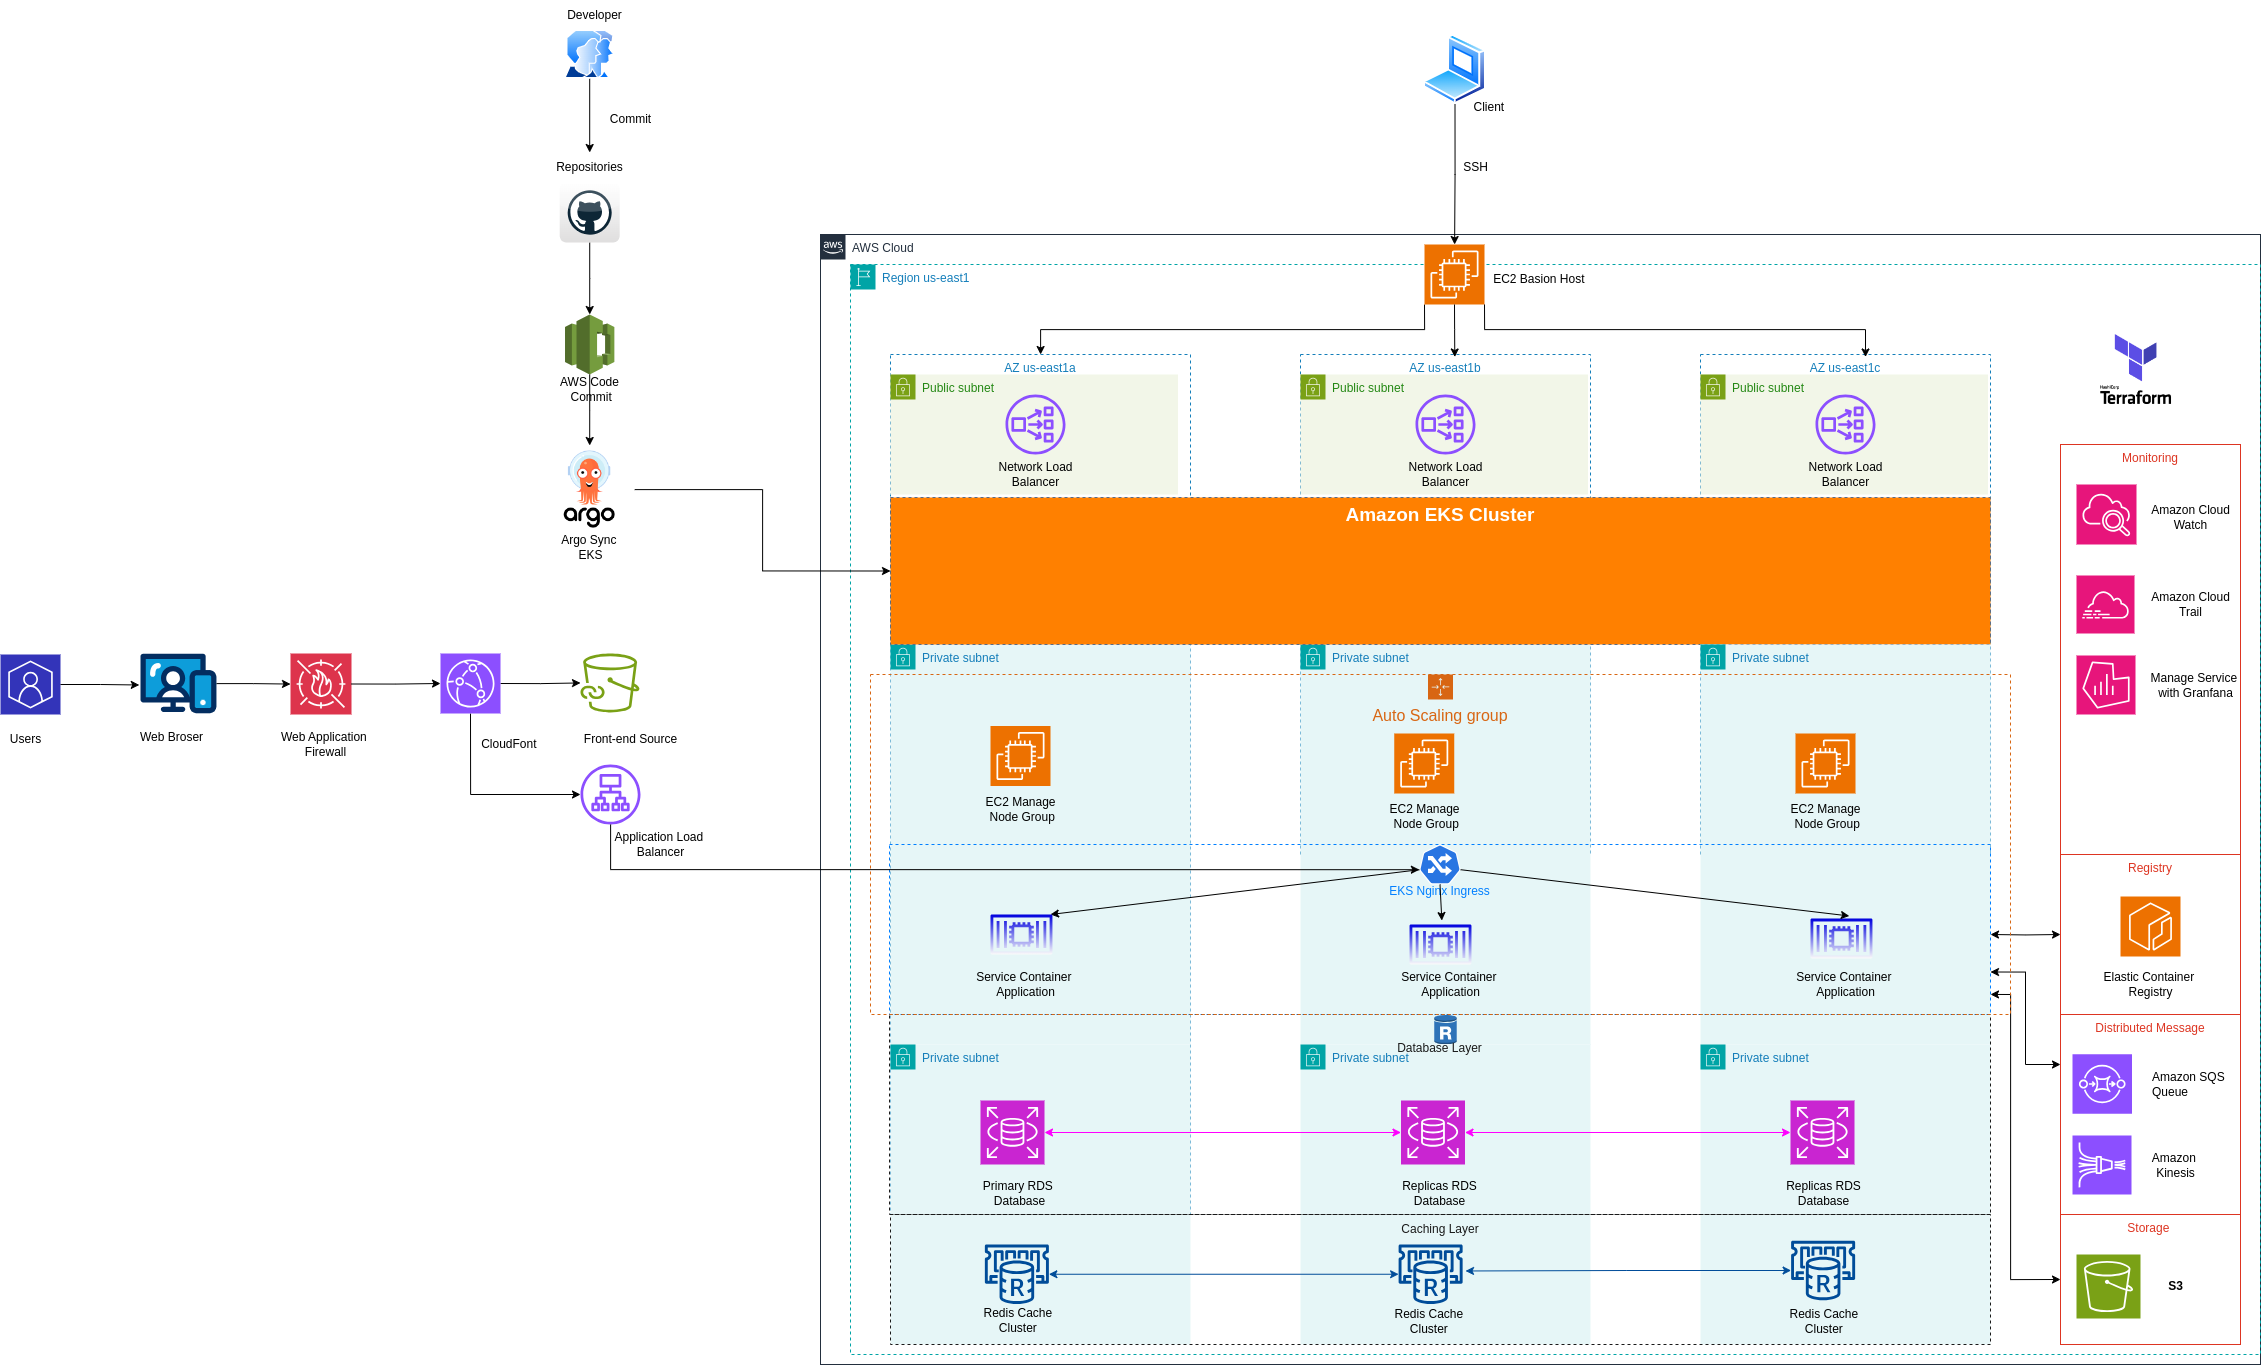 Developer
Commit
Repositories
AWS Code
Commit
argo
Argo Sync
EKS
Client
SSH
aws
AWS Cloud
Region us-east1
EC2 Basion Host
AZ us-east1a
AZ us-east1b
AZ us-east1c
Public subnet
Public subnet
Public subnet
Network Load
Balancer
Network Load
Balancer
Network Load
Balancer
HashiCorp
Terraform
Amazon EKS Cluster
Monitoring
Amazon Cloud
Watch
Amazon Cloud
Trail
Manage Service
with Granfana
Users
Web Broser
Web Application
Firewall
CloudFont
Front-end Source
Application Load
Balancer
Private subnet
Private subnet
Private subnet
Auto Scaling group
EC2 Manage
Node Group
EC2 Manage
Node Group
EC2 Manage
Node Group
EKS Nginx Ingress
Service Container
Application
Service Container
Application
Service Container
Application
Registry
Elastic Container
Registry
R
Database Layer
Private subnet
Private subnet
Private subnet
Primary RDS
Database
Replicas RDS
Database
Replicas RDS
Database
Distributed Message
Amazon SQS
Queue
Amazon
Kinesis
Caching Layer
R
R
R
Redis Cache
Cluster
Redis Cache
Cluster
Redis Cache
Cluster
Storage
S3